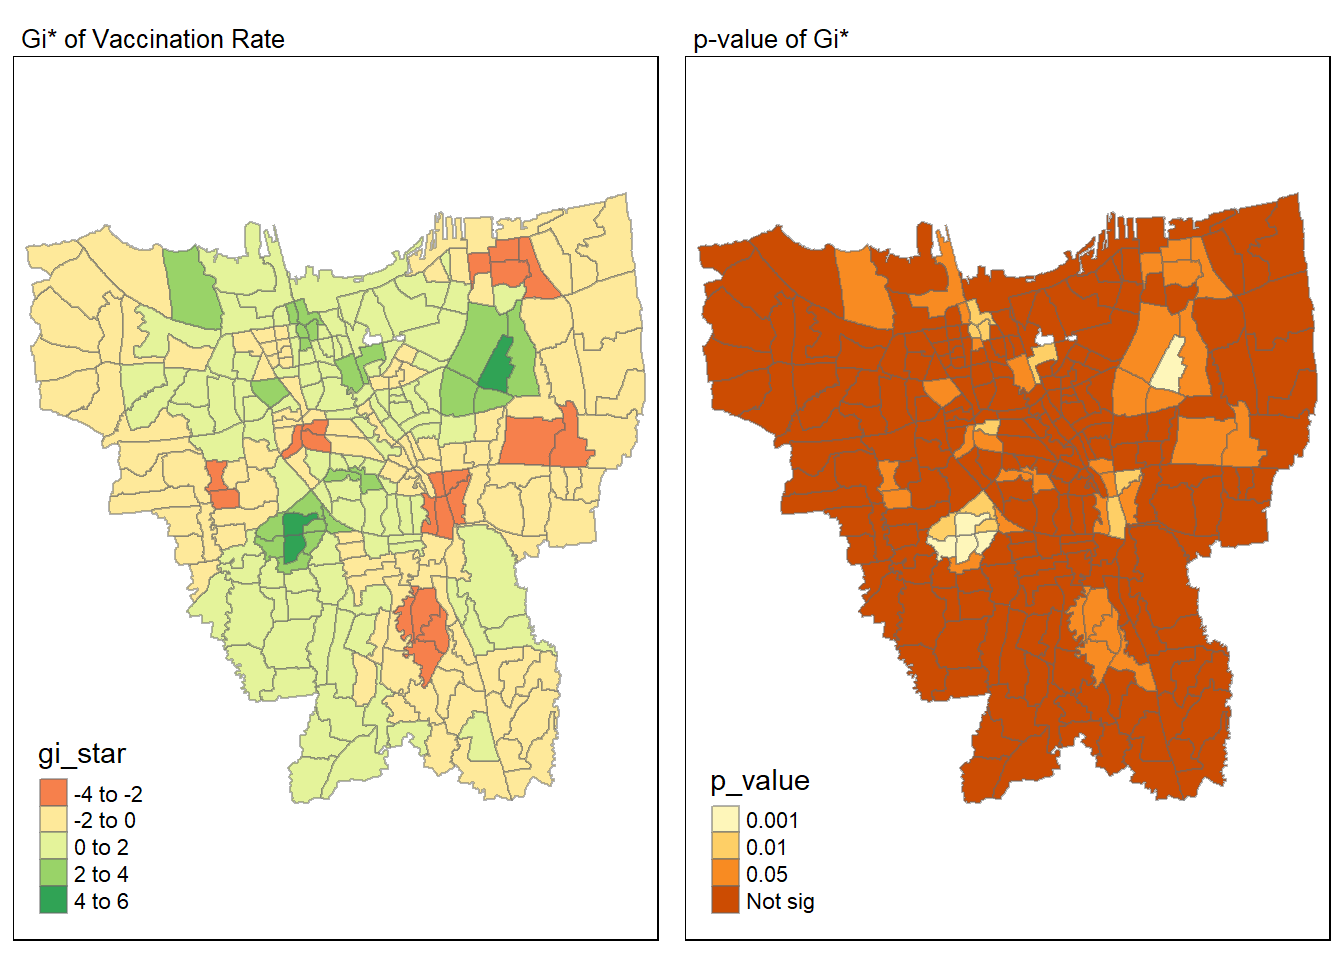 Gi* of Vaccination Rate
gi_star
-4 to -2
-2 to 0
0 to 2
2 to 4
4 to 6
p-value of Gi*
p_value
0.001
0.01
0.05
Not sig